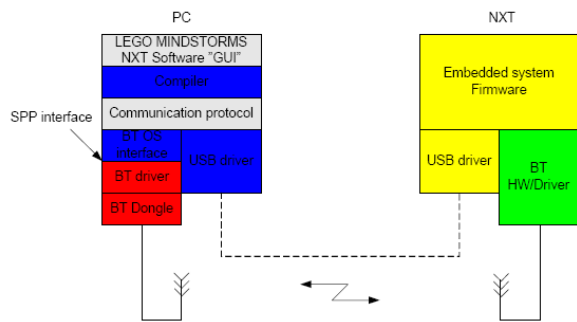 PC
NXT
LEGO MINDSTORMS
NXT Software "GUI"
Compiler
Communication protocol
SPP interface
BT OS
interface
USB driver
BT driver
BT Dongle
Embedded system
Firmware
USB driver
BT
HW/Driver